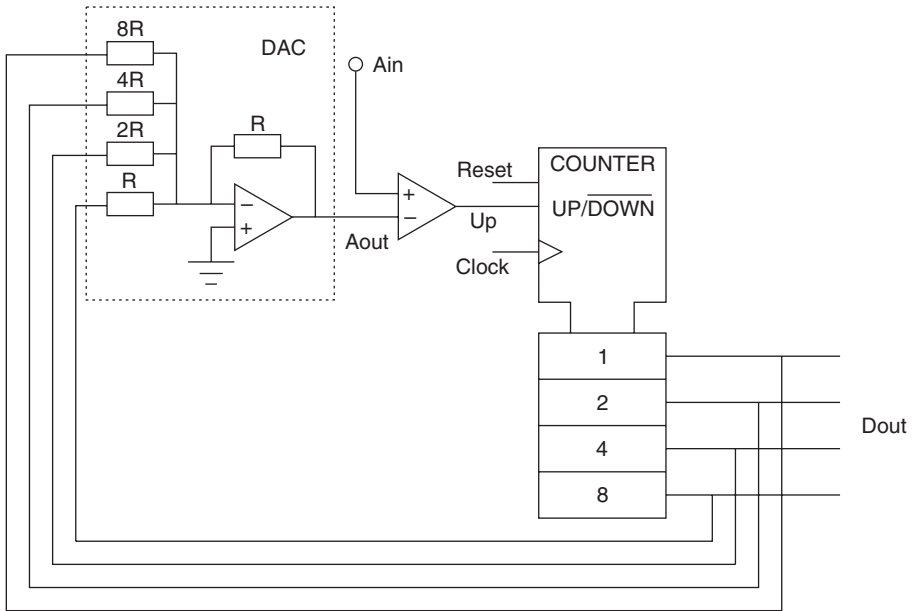 8R
DAC
4R
2R
R
R
−
+
Aout
Ain
+
−
Up
Reset
Clock
COUNTER
UP/DOWN
1
2
4
8
Dout